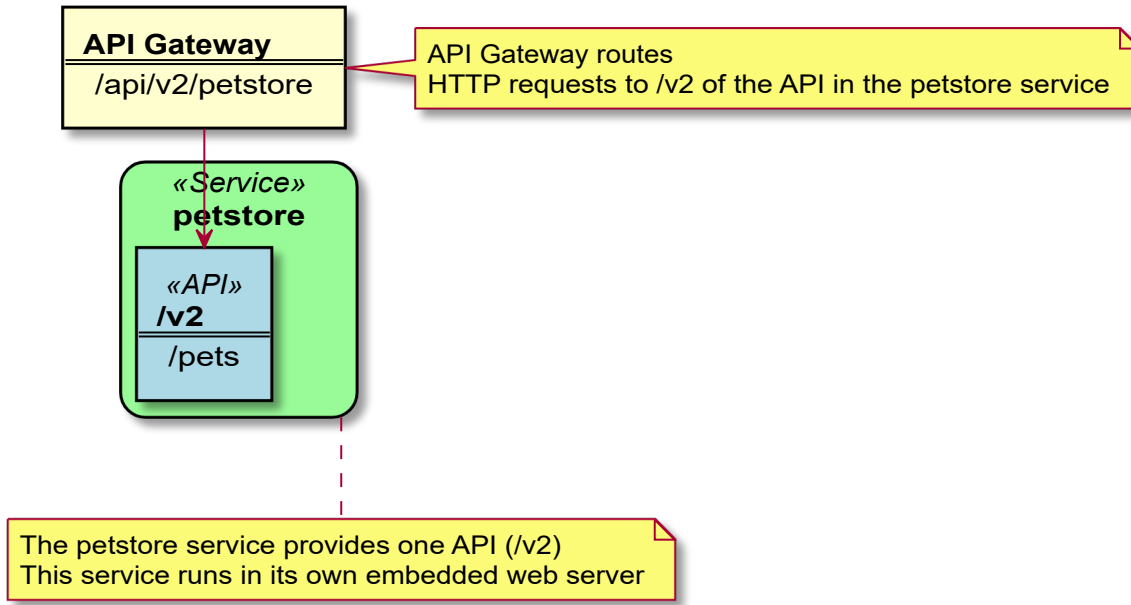 API Gateway
/api/v2/petstore
API Gateway routes
HTTP requests to /v2 of the API in the petstore service
«Service»
petstore
«API»
/v2
/pets
The petstore service provides one API (/v2)
This service runs in its own embedded web server